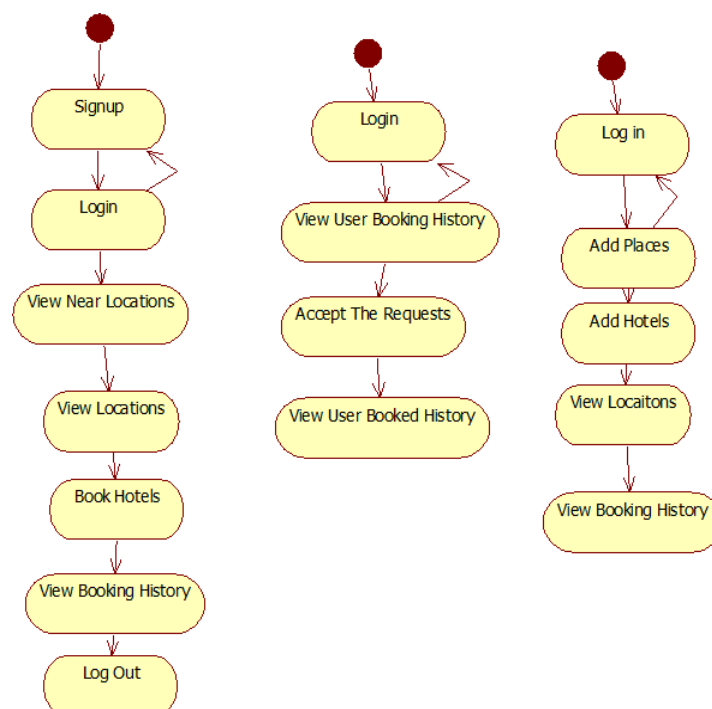 Signup
Login
View Near Locations
View Locations
Book Hotels
View Booking History
Log Out
Login
View User Booking History
Accept The Requests
View User Booked History
Log in
Add Places
Add Hotels
View Locaitons
View Booking History